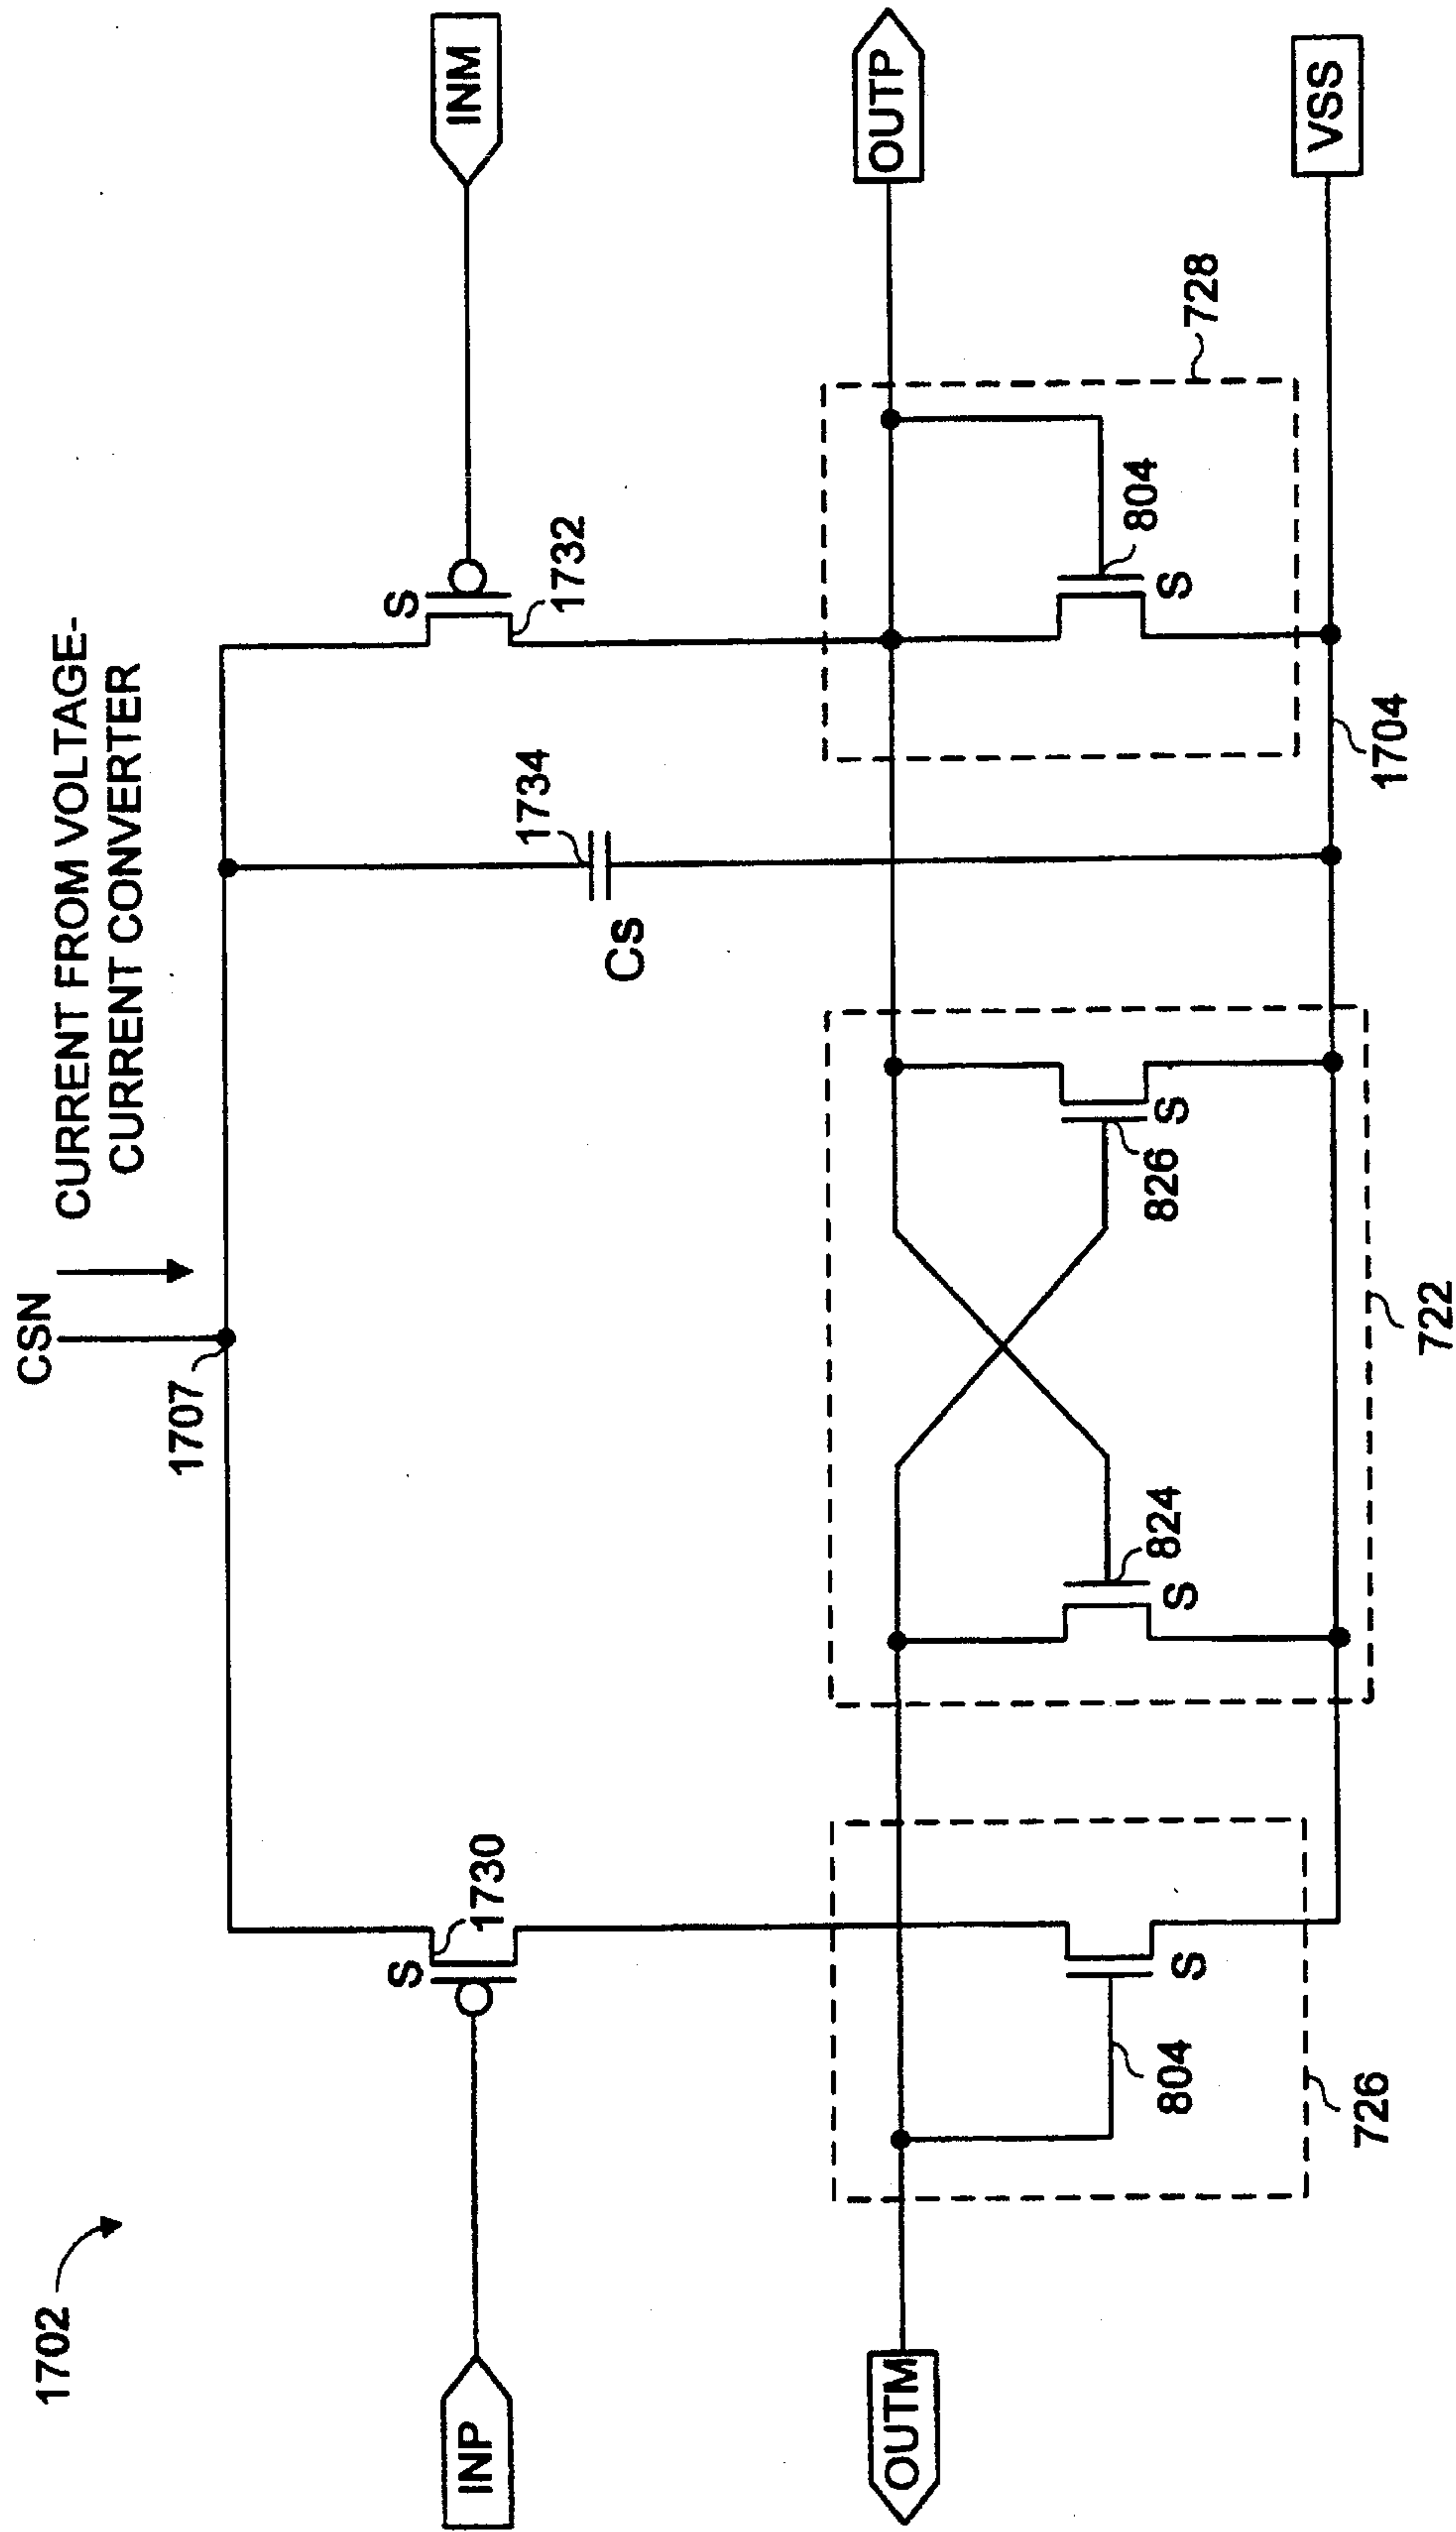 1702
CSN
CURRENT FROM VOLTAGE-
CURRENT CONVERTER
1707
INP
S
1730
S
1732
INM
1734
Cs
OUTM
OUTP
804
S
726
824
S
826
S
722
804
S
728
1704
VSS